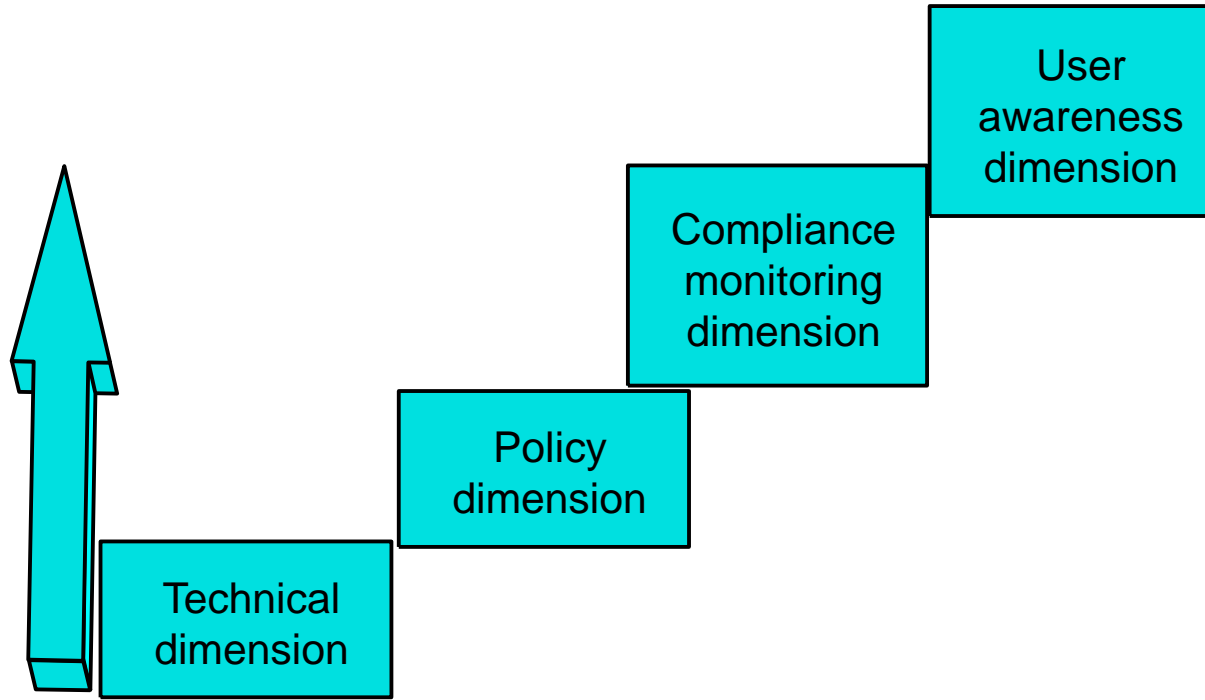 User
awareness
dimension
Compliance
monitoring
dimension
Policy
dimension
Technical
dimension